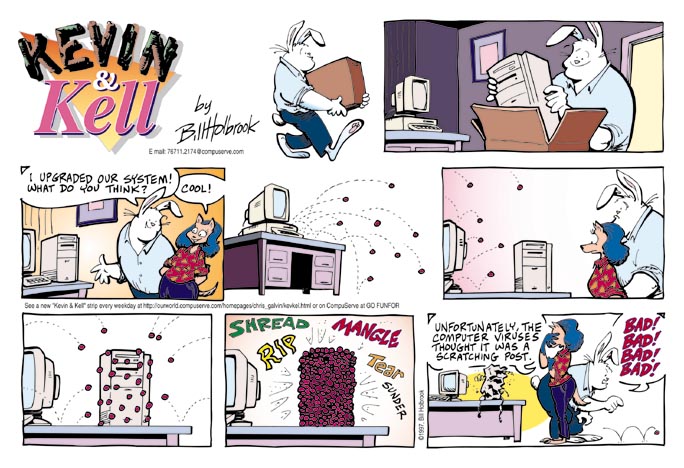 KEVIN
&
Kell
by
Bill Holbrook
E mail: 76711,2174@compuserve.com
I UPGRADED OUR SYSTEM!
WHAT DO YOU THINK?
COOL!
See a new "Kevin & Kell" strip every weekday at http://ourworld.compuserve.com/homepages/chris_galvin/kevkel.html or on CompuServe at GO FUNFOR
SHREAD
RIP
MANGLE
Tear
SUNDER
UNFORTUNATELY, THE
COMPUTER VIRUSES
THOUGHT IT WAS A
SCRATCHING POST.
BAD!
BAD!
BAD!
BAD!
©1997, Bill Holbrook